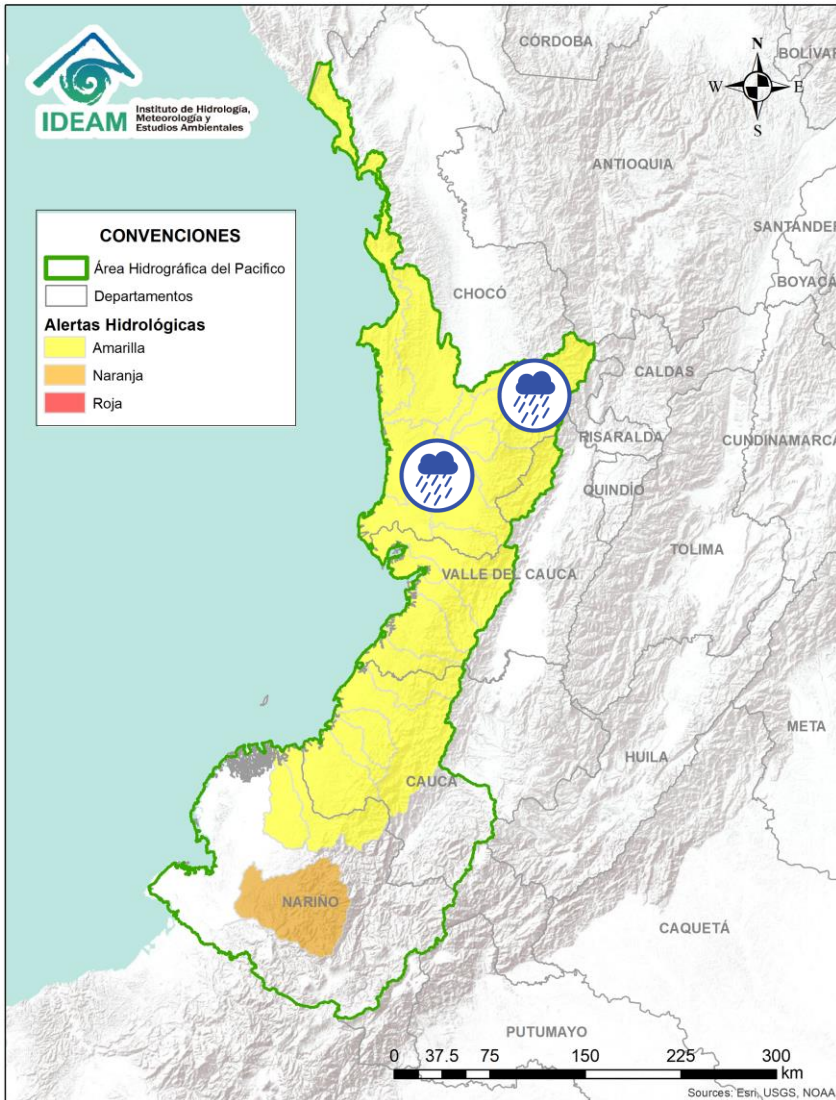 IDEAM
Instituto de Hidrología,
Meteorología y
Estudios Ambientales
CÓRDOBA
BOLÍVAR
N
W
E
S
ANTIOQUIA
SANTANDER
BOYACÁ
CONVENCIONES
Área Hidrográfica del Pacifico
Departamentos
Alertas Hidrológicas
Amarilla
Naranja
Roja
CHOCÓ
CALDAS
RISARALDA
CUNDINAMARCA
QUINDÍO
TOLIMA
VALLE DEL CAUCA
META
HUILA
CAUCA
NARIÑO
CAQUETÁ
PUTUMAYO
0 37.5 75 150 225 300
km
Sources: Esri, USGS, NOAA